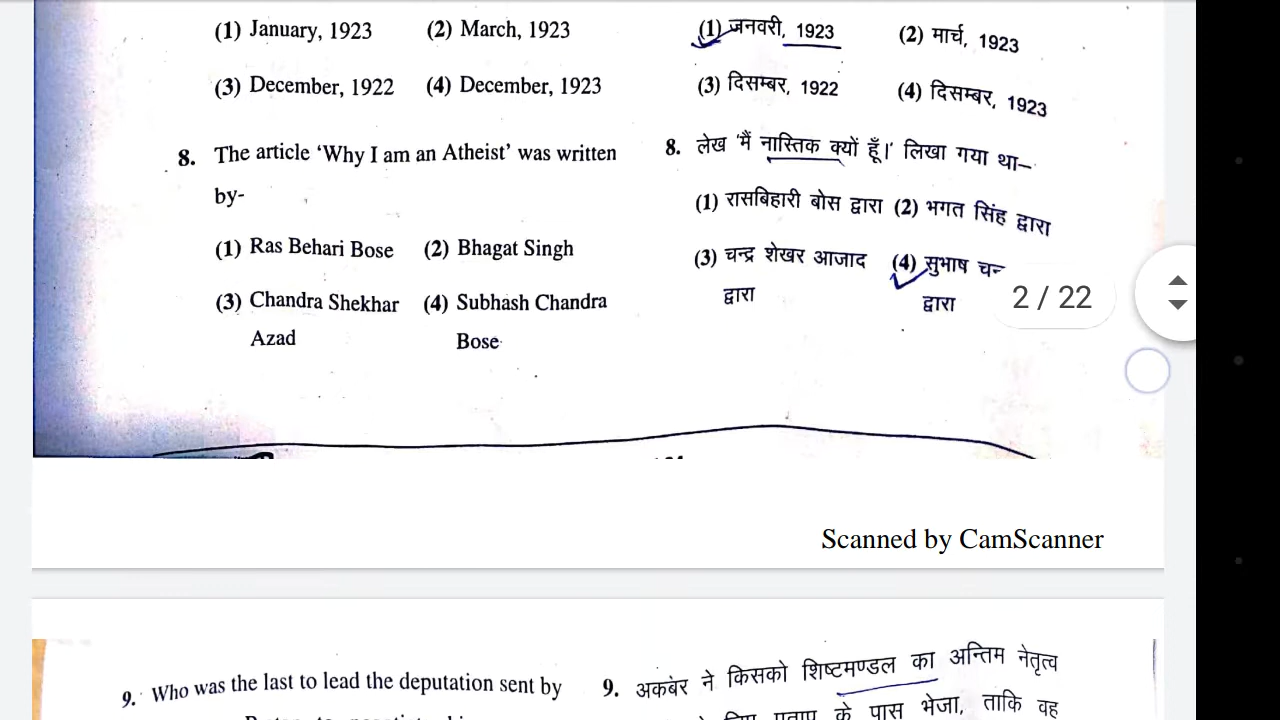 (1) January, 1923 (2) March, 1923
(3) December, 1922 (4) December, 1923
8. The article ‘Why I am an Atheist’ was written
by-
(1) Ras Behari Bose (2) Bhagat Singh
(3) Chandra Shekhar (4) Subhash Chandra
Azad Bose
(1) जनवरी, 1923 (2) मार्च, 1923
(3) दिसम्बर, 1922 (4) दिसम्बर, 1923
8. लेख ‘मैं नास्तिक क्यों हूँ।’ लिखा गया था–
(1) रासबिहारी बोस द्वारा (2) भगत सिंह द्वारा
(3) चन्द्र शेखर आजाद (4) सुभाष
द्वारा द्वारा
2 / 22
Scanned by CamScanner
9. Who was the last to lead the deputation sent by
9. अकबर ने किसको शिष्टमण्डल का अन्तिम नेतृत्व
के पास भेजा, ताकि वह